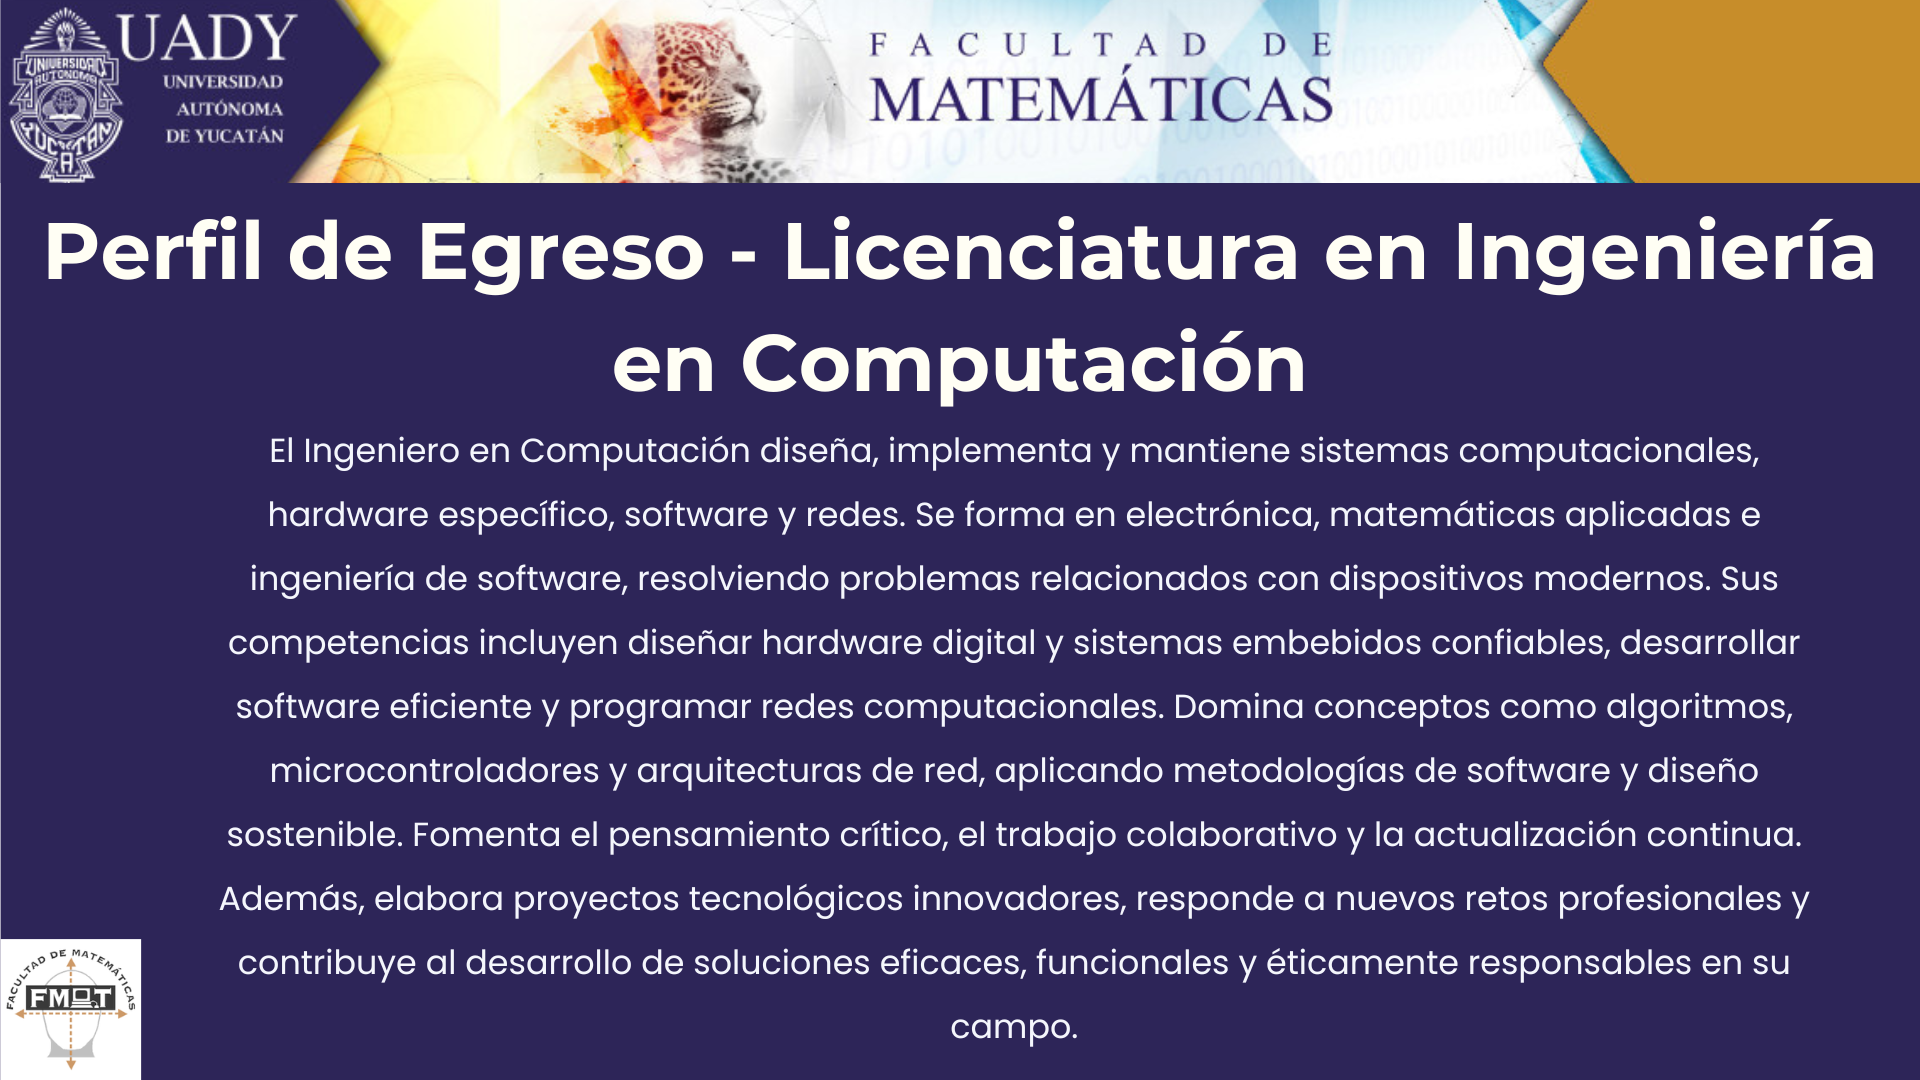 UADY
UNIVERSIDAD
AUTÓNOMA
DE YUCATÁN
UNIVERSIDAD
AUTONOMA
YUCATAN
FACULTAD DE
MATEMÁTICAS
Perfil de Egreso - Licenciatura en Ingeniería
en Computación
El Ingeniero en Computación diseña, implementa y mantiene sistemas computacionales,
hardware específico, software y redes. Se forma en electrónica, matemáticas aplicadas e
ingeniería de software, resolviendo problemas relacionados con dispositivos modernos. Sus
competencias incluyen diseñar hardware digital y sistemas embebidos confiables, desarrollar
software eficiente y programar redes computacionales. Domina conceptos como algoritmos,
microcontroladores y arquitecturas de red, aplicando metodologías de software y diseño
sostenible. Fomenta el pensamiento crítico, el trabajo colaborativo y la actualización continua.
Además, elabora proyectos tecnológicos innovadores, responde a nuevos retos profesionales y
contribuye al desarrollo de soluciones eficaces, funcionales y éticamente responsables en su
campo.
FACULTAD DE MATEMÁTICAS
FMAT